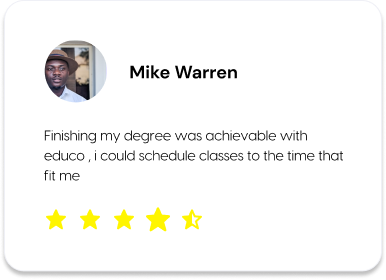 Mike Warren
Finishing my degree was achievable with
educo , i could schedule classes to the time that
fit me